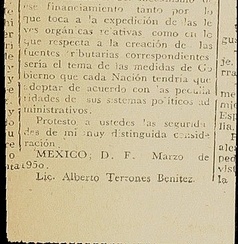 se financiamiento tanto por lo
que toca a la expedición de las le
yes orgánicas relativas como en lo
que respecta a la creación de las
fuentes tributarias correspondientes
sería el tema de las medidas de Go
bierno que cada Nación tendría que
adoptar de acuerdo con las peculia
ridades de sus sistemas políticos ad
ministrativos.
Protesto a ustedes las segurida
des de mi muy distinguida conside-
ración.
MEXICO, D. F. Marzo de
1950.
Lic. Alberto Terrones Benítez.